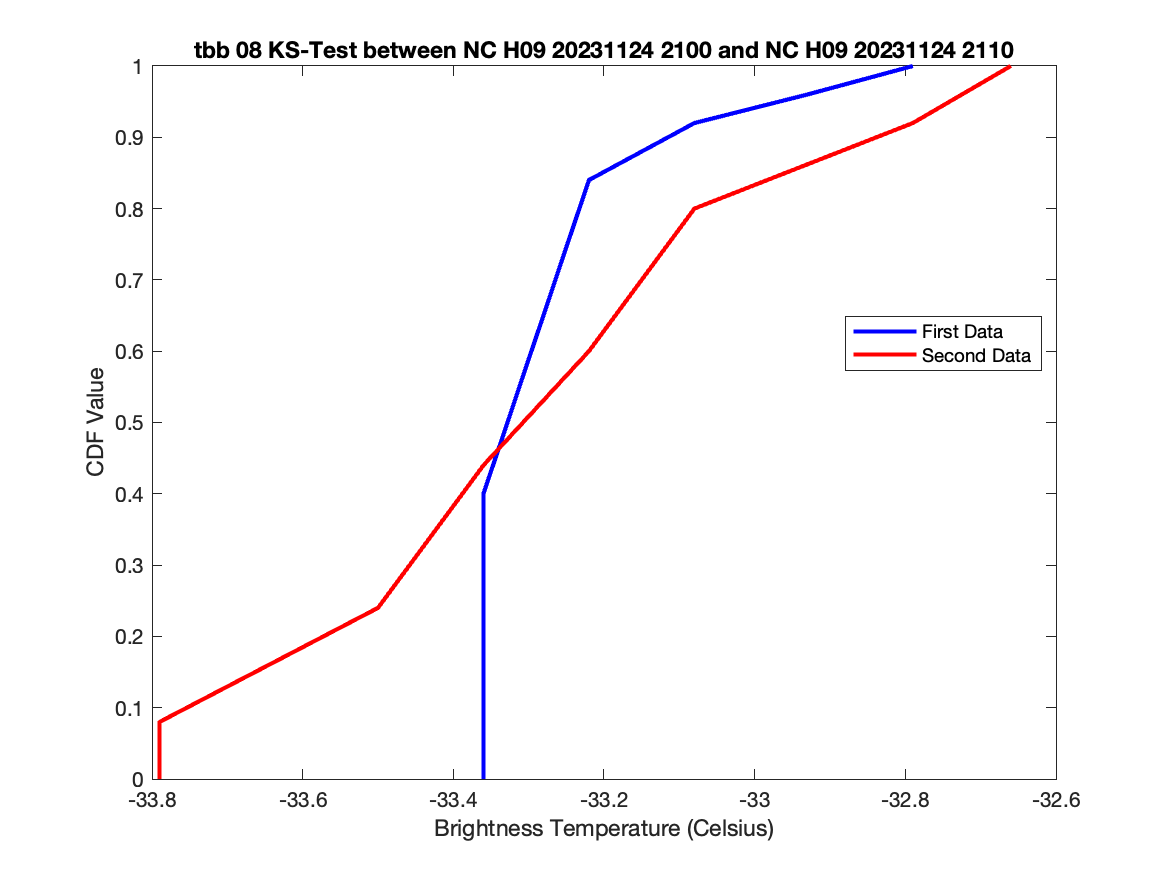 tbb 08 KS-Test between NC H09 20231124 2100 and NC H09 20231124 2110
1
0.9
0.8
0.7
0.6
0.5
0.4
0.3
0.2
0.1
0
CDF Value
First Data
Second Data
-33.8 -33.6 -33.4 -33.2 -33 -32.8 -32.6
Brightness Temperature (Celsius)